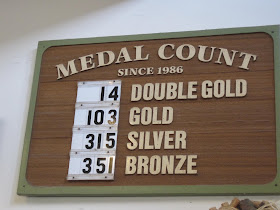 MEDAL COUNT
SINCE 1986
14 DOUBLE GOLD
103 GOLD
315 SILVER
351 BRONZE